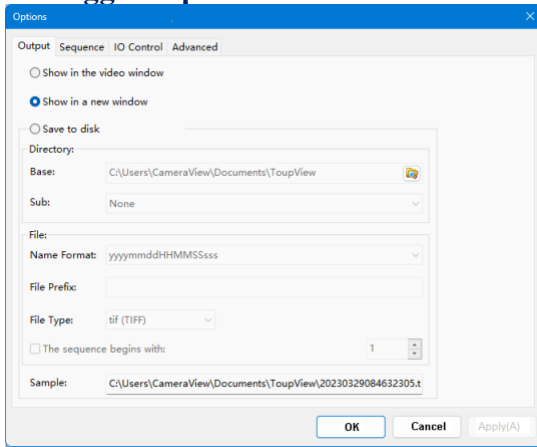 Options
Output Sequence IO Control Advanced
Show in the video window
Show in a new window
Save to disk
Directory:
Base: C:\Users\CameraView\Documents\ToupView
Sub: None
File:
Name Format: yyyymmddHHMMSSsss
File Prefix:
File Type: tif (TIFF)
The sequence begins with: 1
Sample: C:\Users\CameraView\Documents\ToupView\20230329084632305.t
OK Cancel Apply(A)